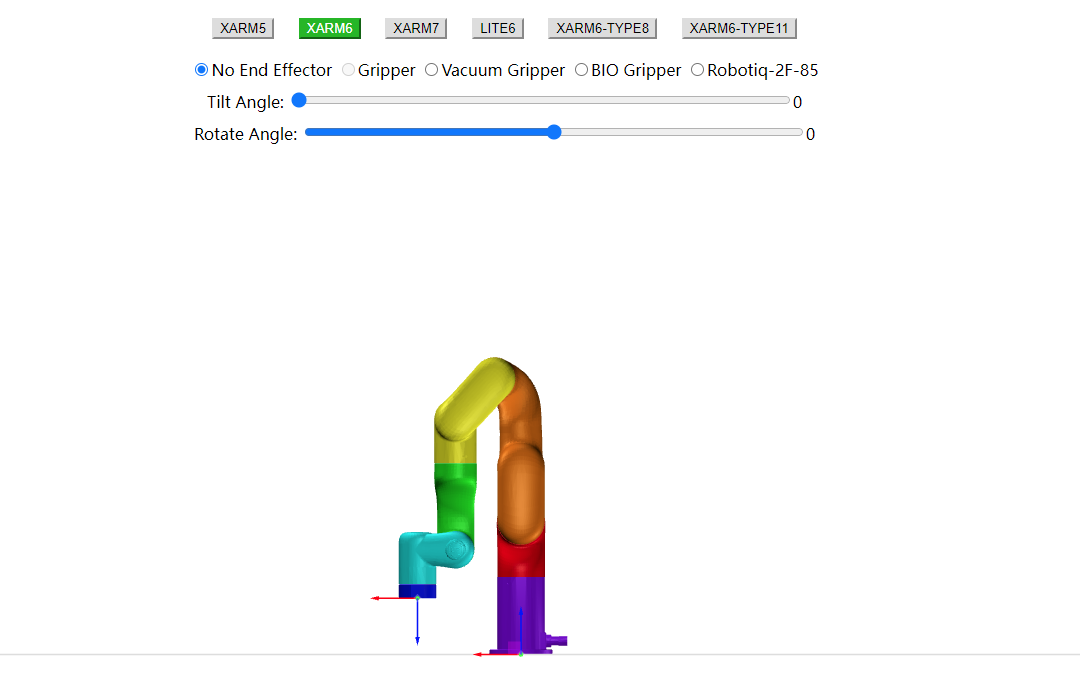 XARM5 XARM6 XARM7 LITE6 XARM6-TYPE8 XARM6-TYPE11
No End Effector Gripper Vacuum Gripper BIO Gripper Robotiq-2F-85
Tilt Angle: 0
Rotate Angle: 0